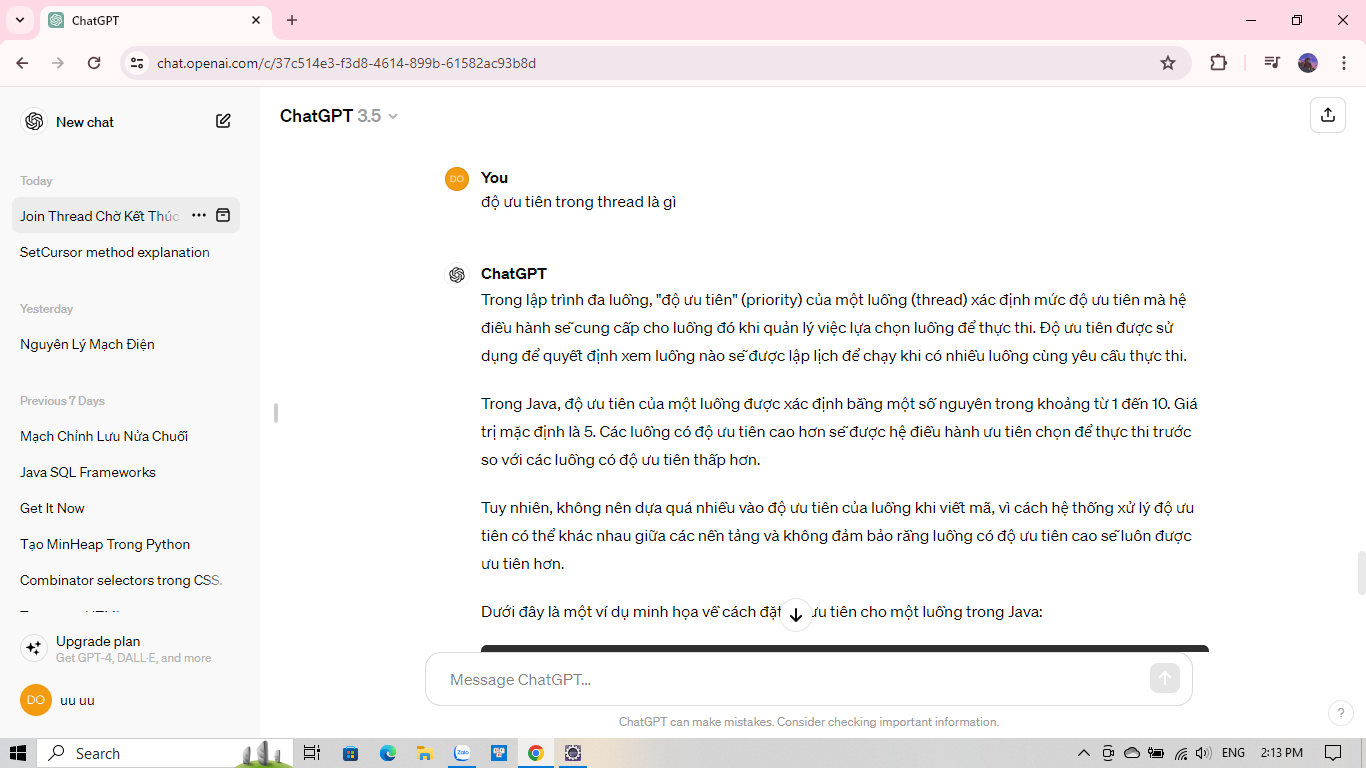 ChatGPT
chat.openai.com/c/37c514e3-f3d8-4614-899b-61582ac93b8d
New chat
ChatGPT 3.5
Today
Join Thread Chờ Kết Thúc
SetCursor method explanation
Yesterday
Nguyên Lý Mạch Điện
Previous 7 Days
Mạch Chỉnh Lưu Nửa Chuỗi
Java SQL Frameworks
Get It Now
Tạo MinHeap Trong Python
Combinator selectors trong CSS.
Upgrade plan
Get GPT-4, DALL·E, and more
DO
uu uu
DO
You
độ ưu tiên trong thread là gì
ChatGPT
Trong lập trình đa luồng, "độ ưu tiên" (priority) của một luồng (thread) xác định mức độ ưu tiên mà hệ
điều hành sẽ cung cấp cho luồng đó khi quản lý việc lựa chọn luồng để thực thi. Độ ưu tiên được sử
dụng để quyết định xem luồng nào sẽ được lập lịch để chạy khi có nhiều luồng cùng yêu cầu thực thi.
Trong Java, độ ưu tiên của một luồng được xác định bằng một số nguyên trong khoảng từ 1 đến 10. Giá
trị mặc định là 5. Các luồng có độ ưu tiên cao hơn sẽ được hệ điều hành ưu tiên chọn để thực thi trước
so với các luồng có độ ưu tiên thấp hơn.
Tuy nhiên, không nên dựa quá nhiều vào độ ưu tiên của luồng khi viết mã, vì cách hệ thống xử lý độ ưu
tiên có thể khác nhau giữa các nền tảng và không đảm bảo rằng luồng có độ ưu tiên cao sẽ luôn được
ưu tiên hơn.
Dưới đây là một ví dụ minh họa về cách đặt ưu tiên cho một luồng trong Java:
Message ChatGPT...
ChatGPT can make mistakes. Consider checking important information.
?
Search
Zalo
ENG
2:13 PM